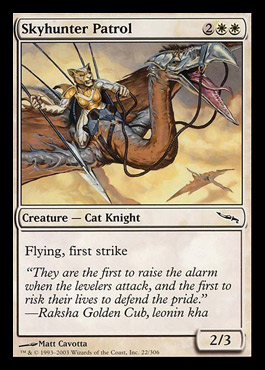 Skyhunter Patrol 2
Creature — Cat Knight
Flying, first strike
“They are the first to raise the alarm
when the levelers attack, and the first to
risk their lives to defend the pride.”
—Raksha Golden Cub, leonin kha
Matt Cavotta
™ & © 1993–2003 Wizards of the Coast, Inc. 22/306
2/3